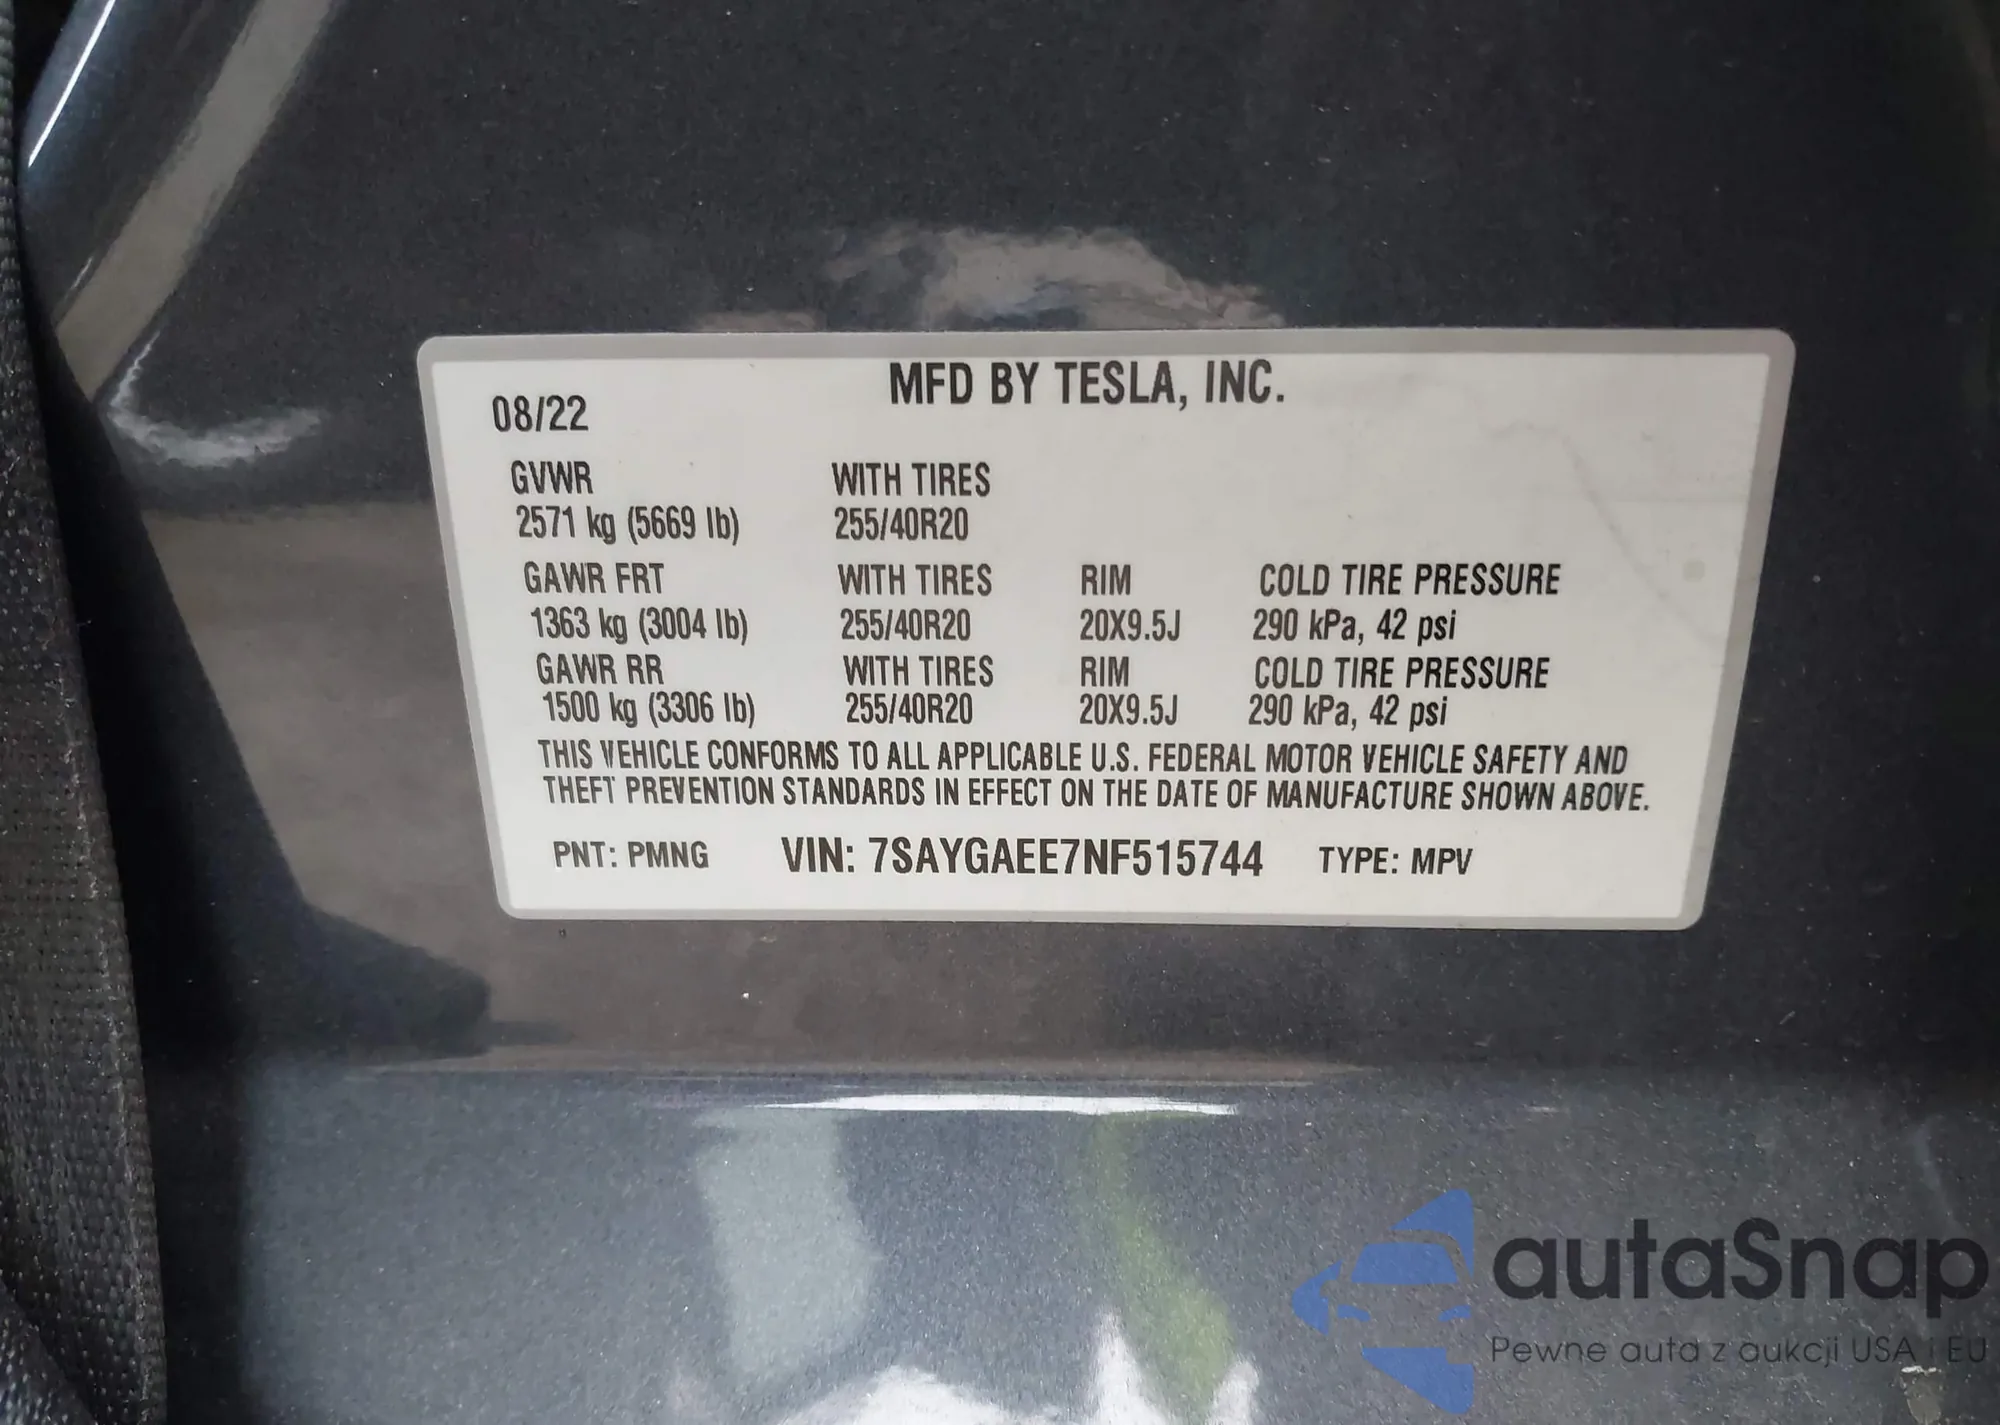 MFD BY TESLA, INC.
08/22
GVWR WITH TIRES
2571 kg (5669 lb) 255/40R20
GAWR FRT WITH TIRES RIM COLD TIRE PRESSURE
1363 kg (3004 lb) 255/40R20 20X9.5J 290 kPa, 42 psi
GAWR RR WITH TIRES RIM COLD TIRE PRESSURE
1500 kg (3306 lb) 255/40R20 20X9.5J 290 kPa, 42 psi
THIS VEHICLE CONFORMS TO ALL APPLICABLE U.S. FEDERAL MOTOR VEHICLE SAFETY AND
THEFT PREVENTION STANDARDS IN EFFECT ON THE DATE OF MANUFACTURE SHOWN ABOVE.
PNT: PMNG VIN: 7SAYGAEE7NF515744 TYPE: MPV
autaSnap
Pewne auta z aukcji USA i EU